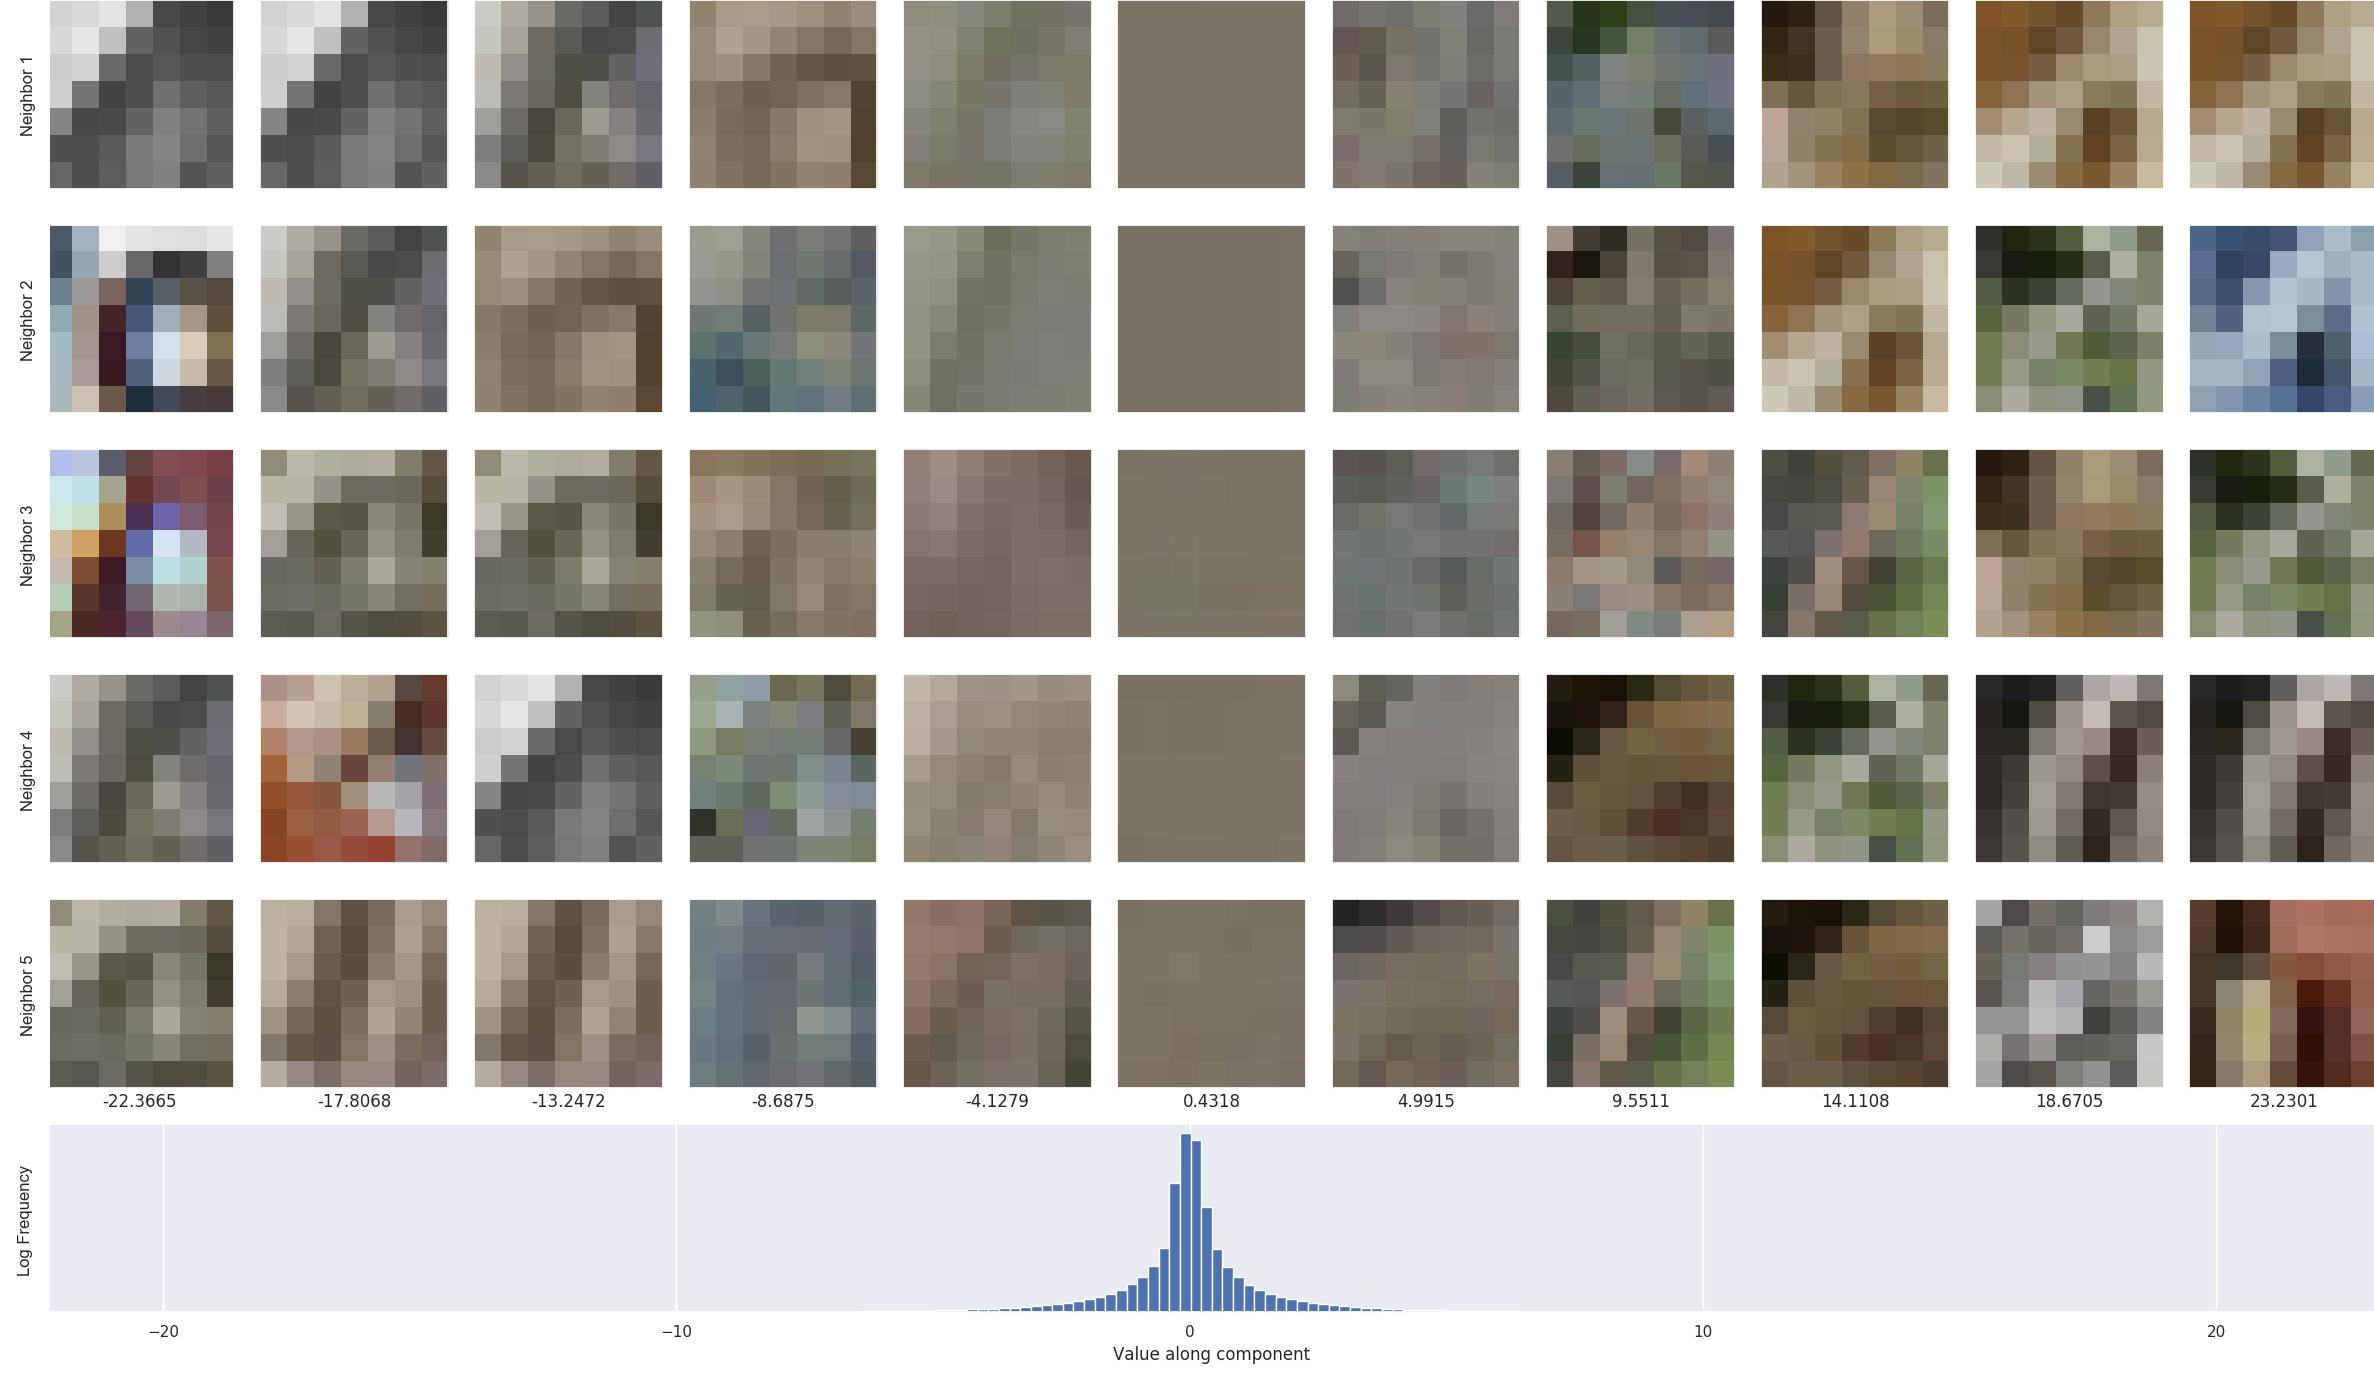 Neighbor 1
Neighbor 2
Neighbor 3
Neighbor 4
Neighbor 5
-22.3665 -17.8068 -13.2472 -8.6875 -4.1279 0.4318 4.9915 9.5511 14.1108 18.6705 23.2301
Log Frequency
−20 −10 0 10 20
Value along component